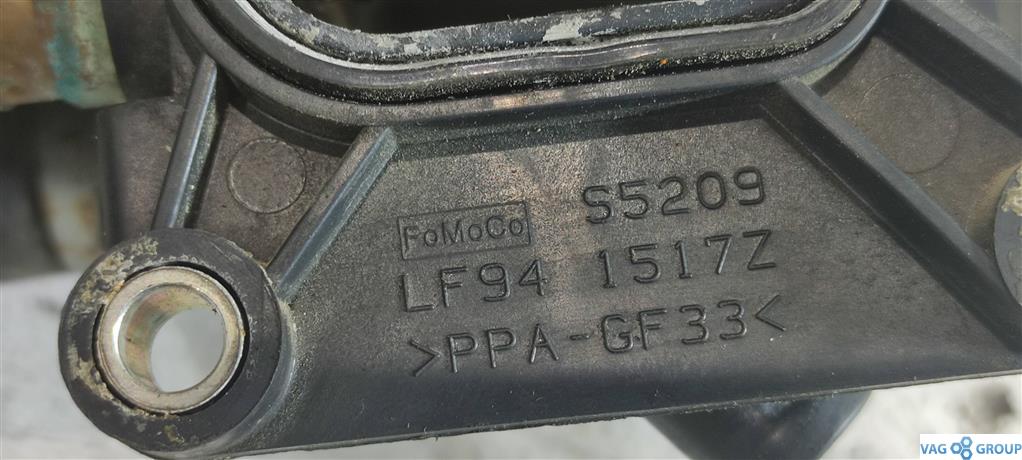 S5209
FoMoCo
LF94 1517Z
>PPA-GF33<
VAG GROUP